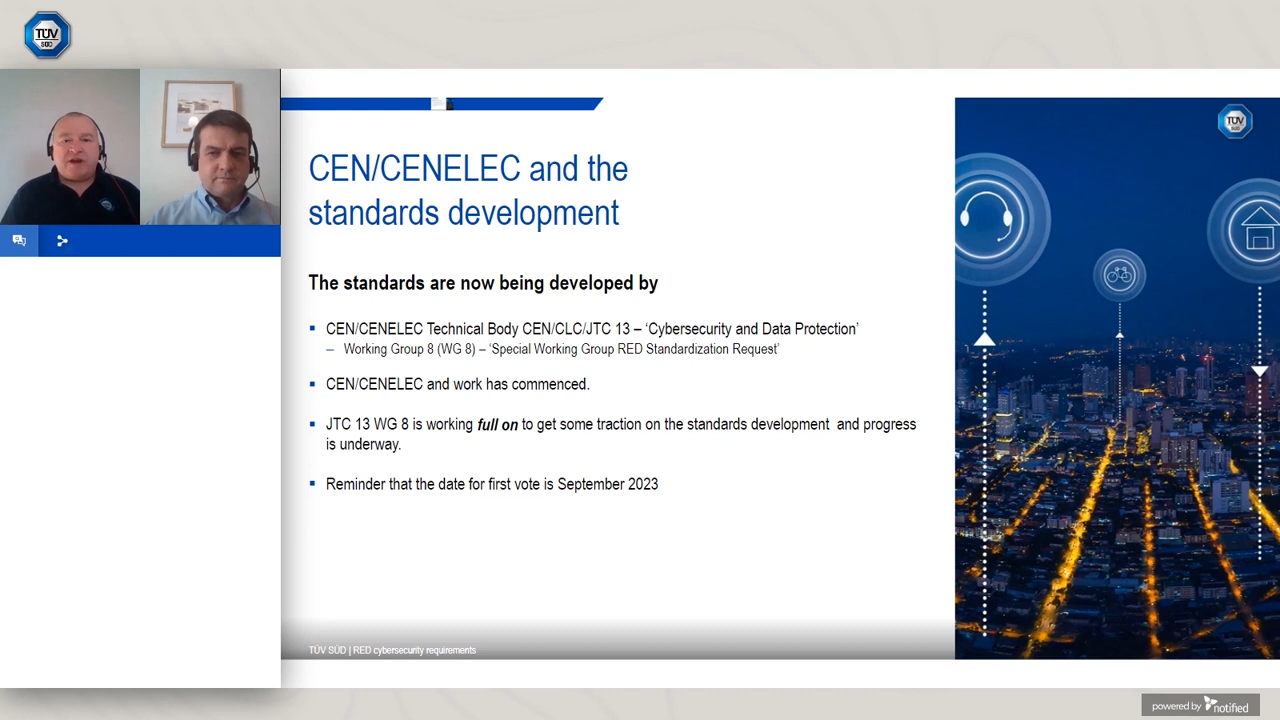 TÜV
SÜD
CEN/CENELEC and the
standards development
The standards are now being developed by
CEN/CENELEC Technical Body CEN/CLC/JTC 13 – ‘Cybersecurity and Data Protection’
– Working Group 8 (WG 8) – ‘Special Working Group RED Standardization Request’
CEN/CENELEC and work has commenced.
JTC 13 WG 8 is working full on to get some traction on the standards development and progress
is underway.
Reminder that the date for first vote is September 2023
TÜV SÜD | RED cybersecurity requirements
TÜV
SÜD
powered by notified